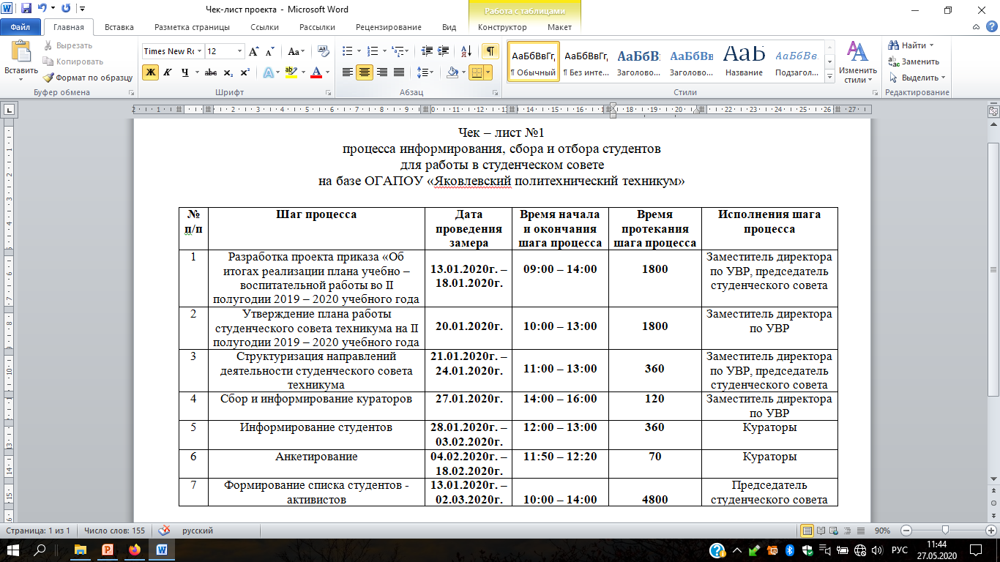 Чек-лист проекта - Microsoft Word
Работа с таблицами
Файл Главная Вставка Разметка страницы Ссылки Рассылки Рецензирование Вид Конструктор Макет
Вставить
Вырезать
Копировать
Формат по образцу
Буфер обмена
Times New Ro 12
Ж К Ч abc x₂ x²
Шрифт
Абзац
АаБбВвГг, АаБбВвГг, АаБбВ АаБбВв АаБ АаБбВв.
¶ Обычный ¶ Без инте... Заголово... Заголово... Название Подзагол...
Стили
Изменить
стили
Найти
Заменить
Выделить
Редактирование
Чек – лист №1
процесса информирования, сбора и отбора студентов
для работы в студенческом совете
на базе ОГАПОУ «Яковлевский политехнический техникум»
№ Шаг процесса Дата Время начала Время Исполнения шага
п/п проведения и окончания протекания процесса
замера шага процесса шага процесса
1 Разработка проекта приказа «Об Заместитель директора
итогах реализации плана учебно – 13.01.2020г. – 09:00 – 14:00 1800 по УВР, председатель
воспитательной работы во II 18.01.2020г. студенческого совета
полугодии 2019 – 2020 учебного года
2 Утверждение плана работы Заместитель директора
студенческого совета техникума на II 20.01.2020г. 10:00 – 13:00 1800 по УВР
полугодии 2019 – 2020 учебного года
3 Структуризация направлений 21.01.2020г. – Заместитель директора
деятельности студенческого совета 24.01.2020г. 11:00 – 13:00 360 по УВР, председатель
техникума студенческого совета
4 Сбор и информирование кураторов 27.01.2020г. 14:00 – 16:00 120 Заместитель директора
по УВР
5 Информирование студентов 28.01.2020г. – 12:00 – 13:00 360 Кураторы
03.02.2020г.
6 Анкетирование 04.02.2020г. – 11:50 – 12:20 70 Кураторы
18.02.2020г.
7 Формирование списка студентов - 13.01.2020г. – Председатель
активистов 02.03.2020г. 10:00 – 14:00 4800 студенческого совета
Страница: 1 из 1 Число слов: 155 русский 90%
РУС 11:44
27.05.2020